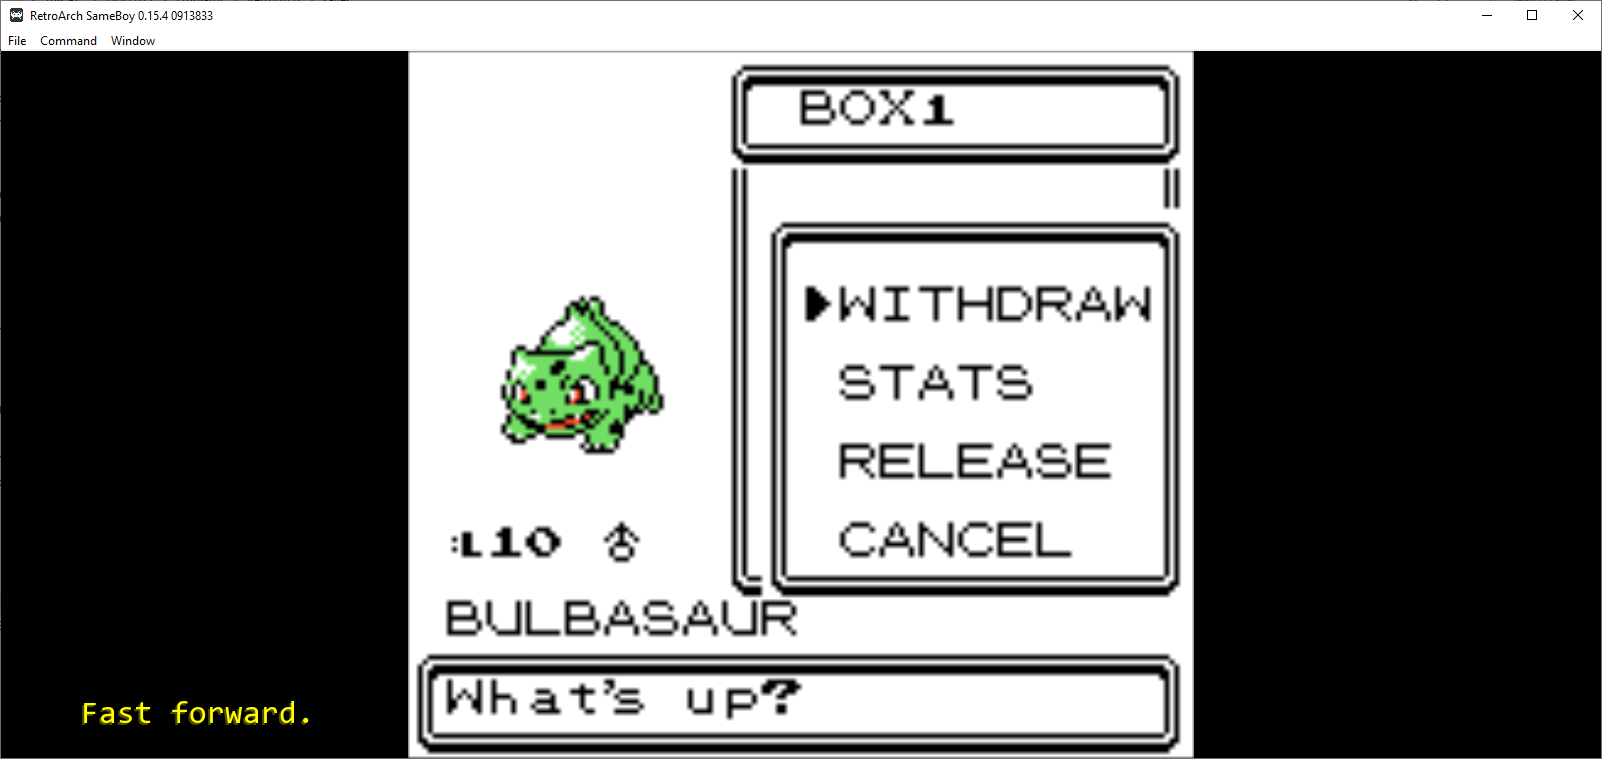 RetroArch SameBoy 0.15.4 0913833
File Command Window
BOX1
WITHDRAW
STATS
RELEASE
CANCEL
:L10 ♂
BULBASAUR
What's up?
Fast forward.